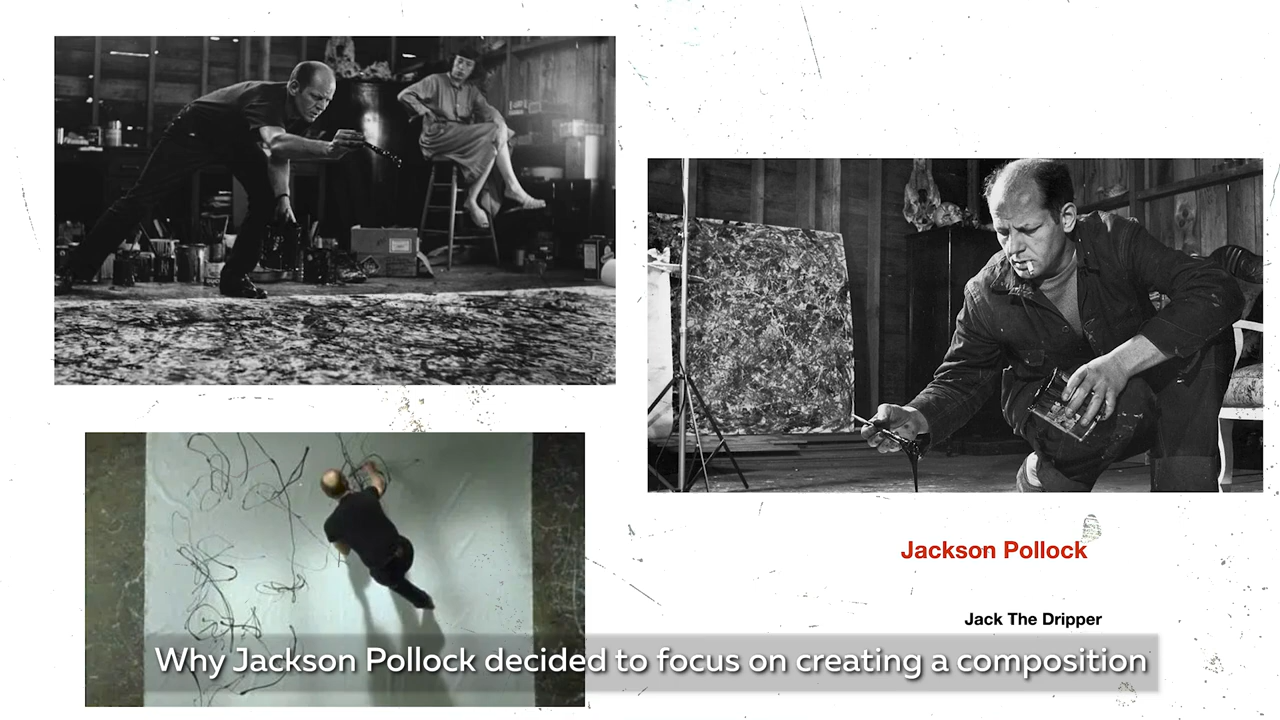 Jackson Pollock
Jack The Dripper
Why Jackson Pollock decided to focus on creating a composition